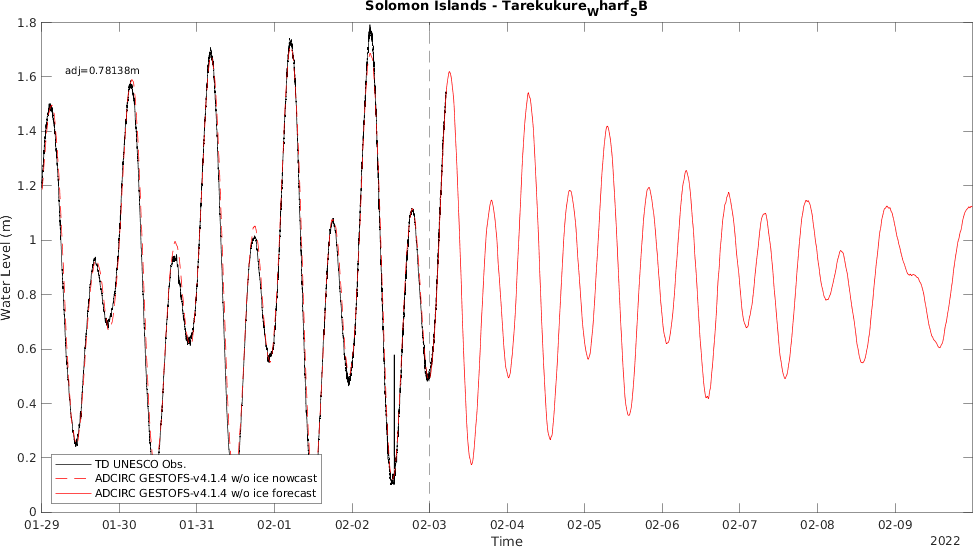 Solomon Islands - TarekukureWharfSB
adj=0.78138m
Water Level (m)
1.8
1.6
1.4
1.2
1
0.8
0.6
0.4
0.2
0
TD UNESCO Obs.
ADCIRC GESTOFS-v4.1.4 w/o ice nowcast
ADCIRC GESTOFS-v4.1.4 w/o ice forecast
01-29 01-30 01-31 02-01 02-02 02-03 02-04 02-05 02-06 02-07 02-08 02-09
Time
2022